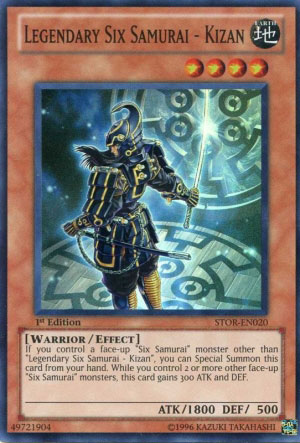 LEGENDARY SIX SAMURAI - KIZAN
EARTH
地
1st Edition
STOR-EN020
[WARRIOR / EFFECT]
If you control a face-up "Six Samurai" monster other than
"Legendary Six Samurai - Kizan", you can Special Summon
this card from your hand. While you control 2 or more other face-up
"Six Samurai" monsters, this card gains 300 ATK and DEF.
ATK/1800 DEF/ 500
49721904
©1996 KAZUKI TAKAHASHI